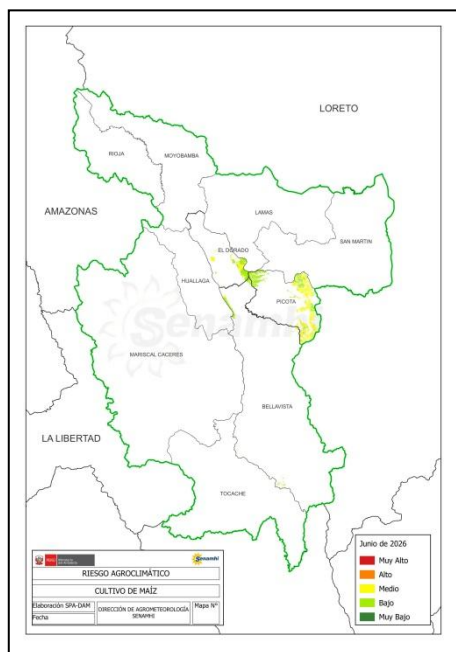 LORETO
RIOJA
MOYOBAMBA
LAMAS
AMAZONAS
SAN MARTIN
EL DORADO
HUALLAGA
PICOTA
Senamhi
MARISCAL CACERES
BELLAVISTA
LA LIBERTAD
TOCACHE
Junio de 2026
Muy Alto
Alto
Medio
Bajo
Muy Bajo
PERÚ
Senamhi
RIESGO AGROCLIMÁTICO
CULTIVO DE MAÍZ
Elaboración SPA-DAM
DIRECCIÓN DE AGROMETEOROLOGÍA
SENAMHI
Mapa N°
Fecha